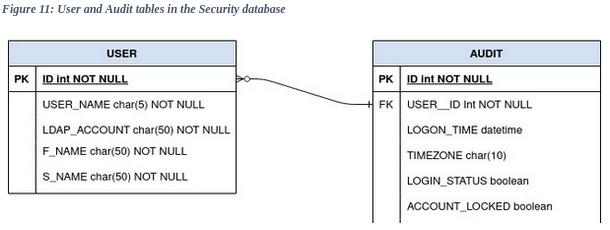 Figure 11: User and Audit tables in the Security database
USER
PK ID int NOT NULL
USER_NAME char(5) NOT NULL
LDAP_ACCOUNT char(50) NOT NULL
F_NAME char(50) NOT NULL
S_NAME char(50) NOT NULL
AUDIT
PK ID int NOT NULL
FK USER__ID Int NOT NULL
LOGON_TIME datetime
TIMEZONE char(10)
LOGIN_STATUS boolean
ACCOUNT_LOCKED boolean